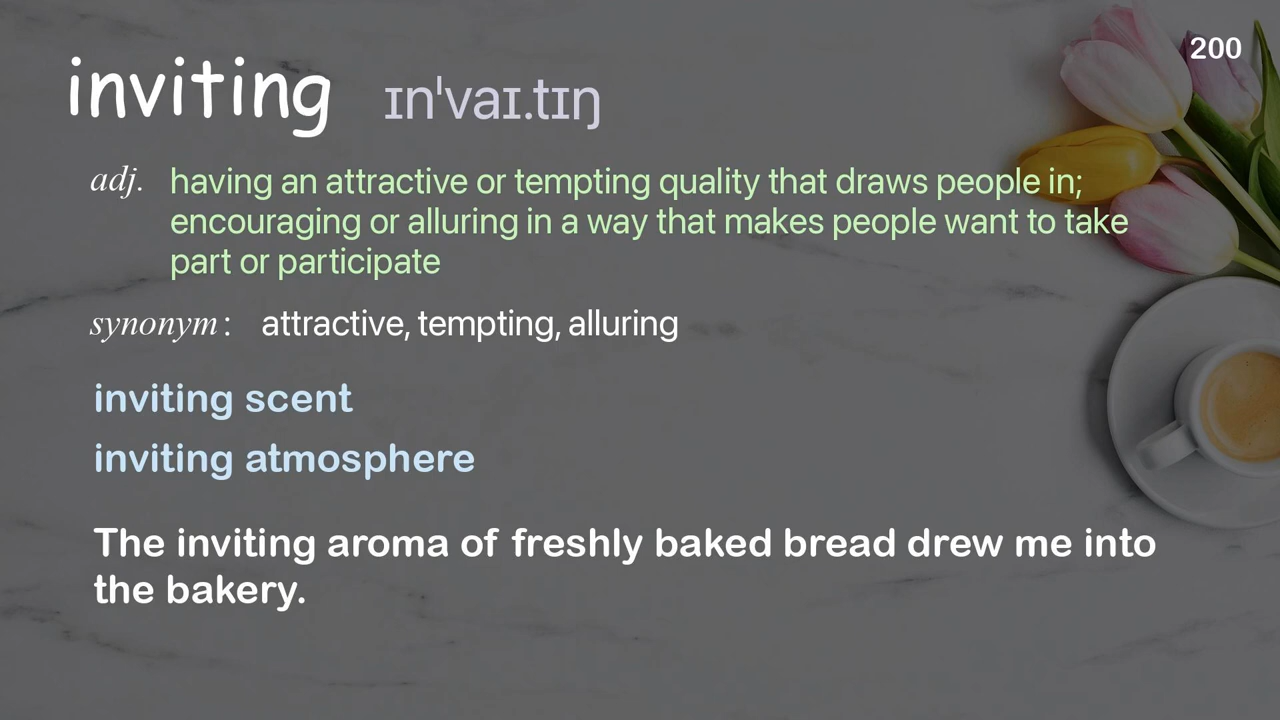 200
inviting ɪnˈvaɪ.tɪŋ
adj. having an attractive or tempting quality that draws people in;
encouraging or alluring in a way that makes people want to take
part or participate
synonym: attractive, tempting, alluring
inviting scent
inviting atmosphere
The inviting aroma of freshly baked bread drew me into
the bakery.